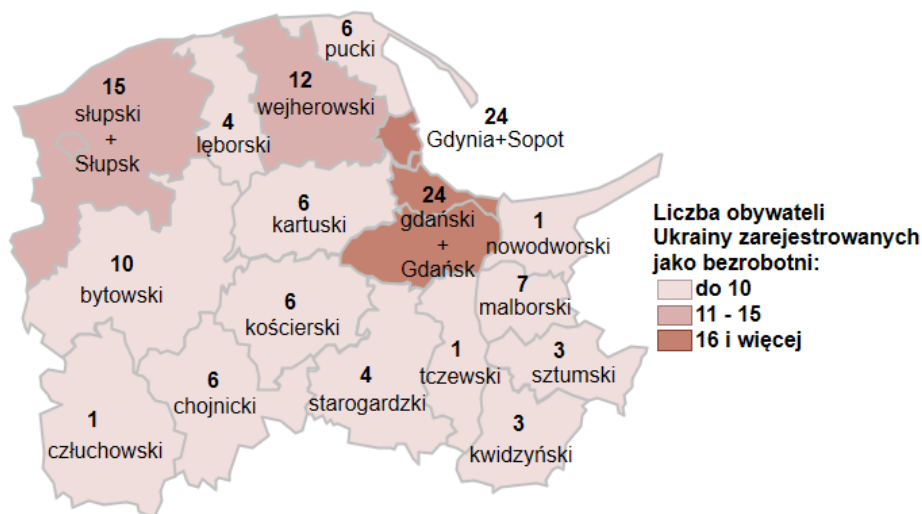 6
pucki
15
słupski
+
Słupsk
12
wejherowski
4
lęborski
24
Gdynia+Sopot
6
kartuski
24
gdański
+
Gdańsk
1
nowodworski
10
bytowski
7
malborski
6
kościerski
1
tczewski
3
sztumski
6
chojnicki
4
starogardzki
1
człuchowski
3
kwidzyński
Liczba obywateli
Ukrainy zarejestrowanych
jako bezrobotni:
do 10
11 - 15
16 i więcej